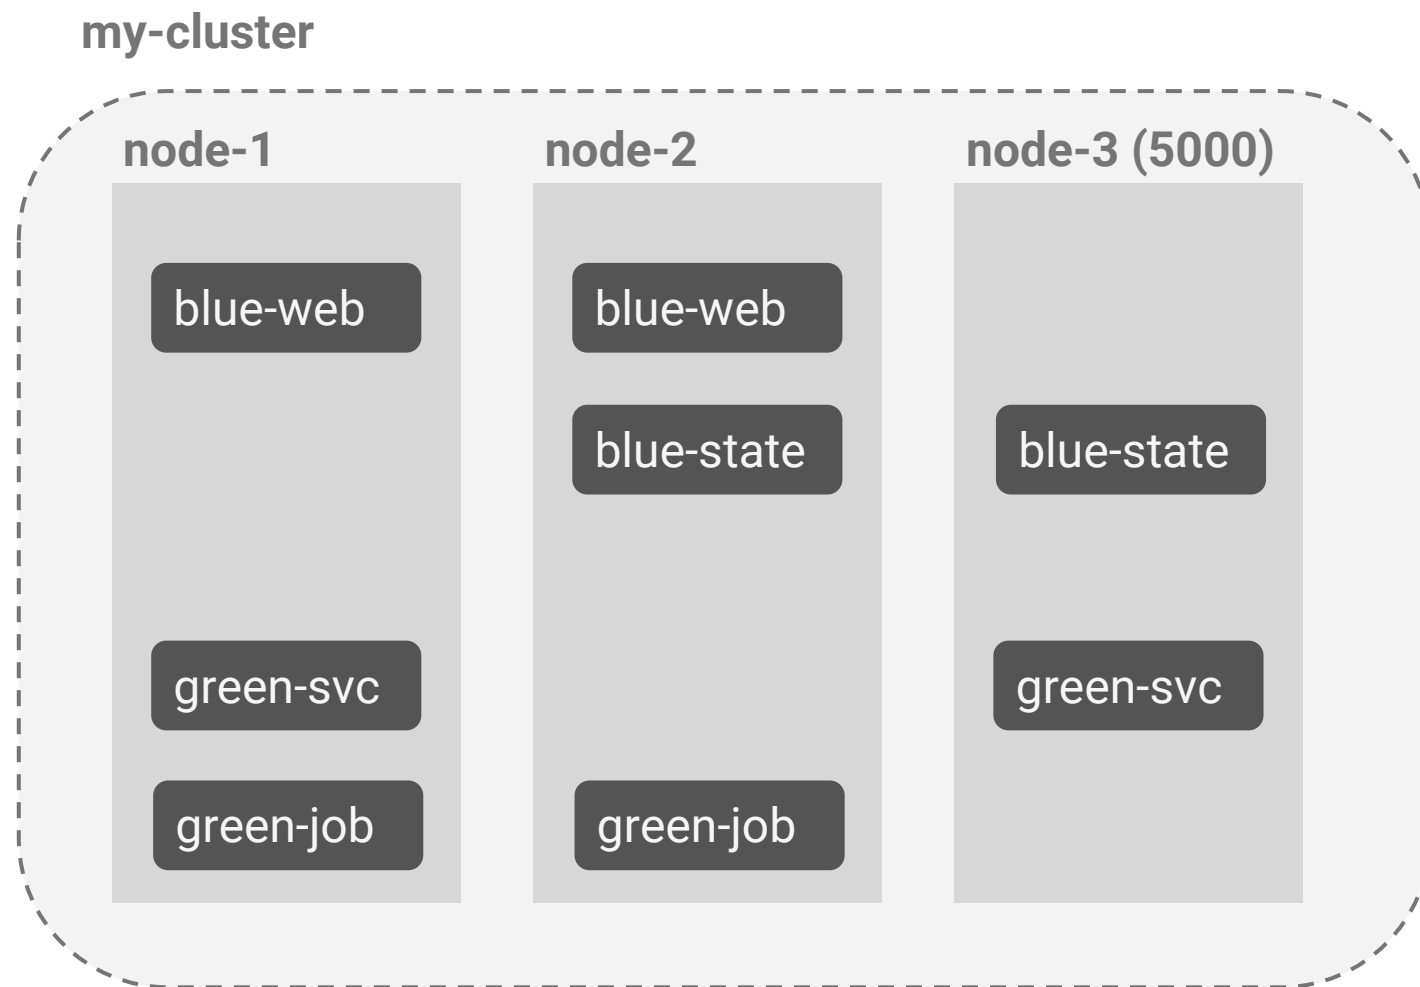 my-cluster
node-1
node-2
node-3 (5000)
blue-web
blue-web
blue-state
blue-state
green-svc
green-svc
green-job
green-job